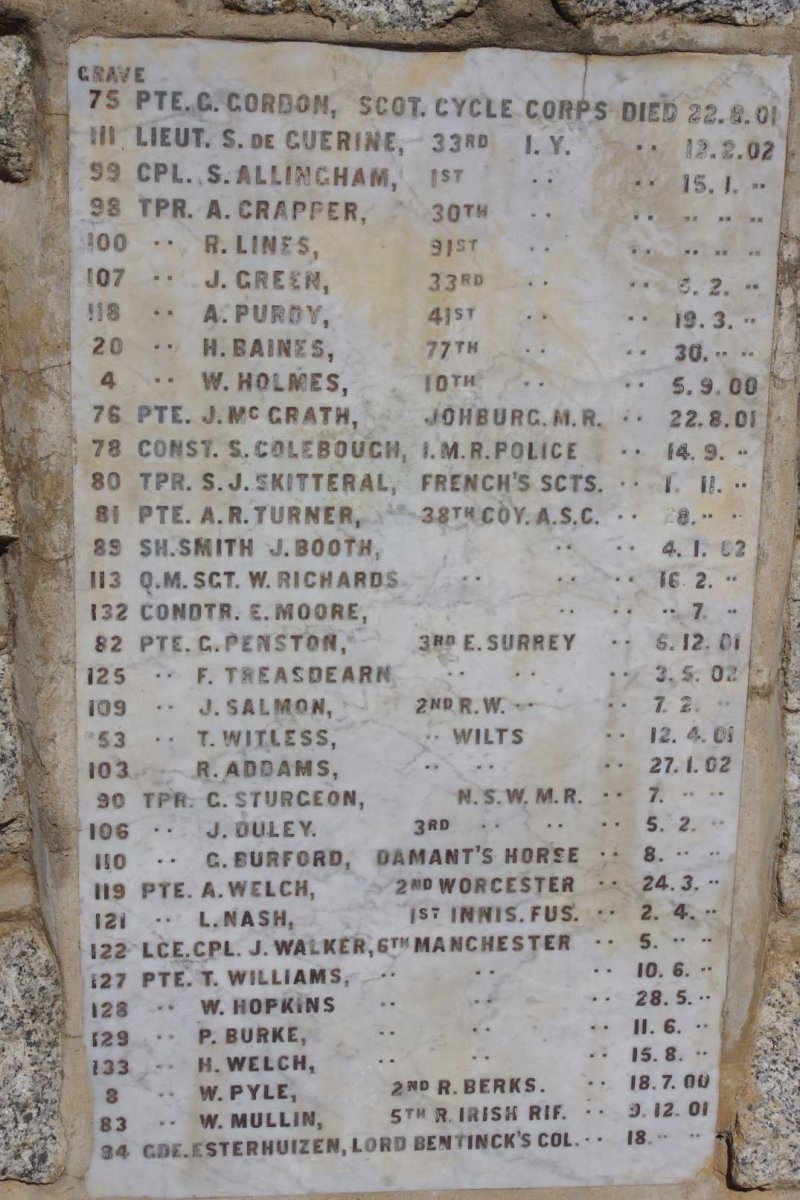 GRAVE
75 PTE. G. GORDON, SCOT. CYCLE CORPS DIED 22.8.01
111 LIEUT. S. DE GUERINE, 33RD I. Y. ·· 13.2.02
99 CPL. S. ALLINGHAM, 1ST ·· ·· 15. 1. ··
98 TPR. A. CRAPPER, 30TH ·· ·· ·· ·· ··
100 ·· R. LINES, 91ST ·· ·· ·· ·· ··
107 ·· J. GREEN, 33RD ·· ·· 6. 2. ··
118 ·· A. PURDY, 41ST ·· ·· 19. 3. ··
20 ·· H. BAINES, 77TH ·· ·· 30. ·· ··
4 ·· W. HOLMES, 10TH ·· ·· 5. 9. 00
76 PTE. J. MC GRATH, JOHBURG. M. R. ·· 22.8.01
78 CONST. S. COLEBOUGH, I.M.R. POLICE ·· 14. 9. ··
80 TPR. S. J. SKITTERAL, FRENCH'S SCTS. ·· 1. 11. ··
81 PTE. A. R. TURNER, 38TH COY. A.S.C. ·· 28. ·· ··
89 SH. SMITH J. BOOTH, ·· ·· 4. 1. 02
113 Q.M. SGT. W. RICHARDS ·· ·· 16. 2. ··
132 CONDTR. E. MOORE, ·· ·· ·· 7. ··
82 PTE. G. PENSTON, 3RD E. SURREY ·· 6. 12. 01
125 ·· F. TREASDEARN ·· ·· ·· 3. 5. 02
109 ·· J. SALMON, 2ND R.W. ·· ·· 7. 2. ··
53 ·· T. WITLESS, ·· WILTS ·· 12. 4. 01
103 R. ADDAMS, ·· ·· ·· 27.1.02
90 TPR. C. STURGEON, N.S.W.M.R. ·· 7. ·· ··
106 ·· J. DULEY. 3RD ·· ·· ·· 5. 2. ··
110 ·· G. BURFORD, DAMANT'S HORSE ·· 8. ·· ··
119 PTE. A. WELCH, 2ND WORCESTER ·· 24. 3. ··
121 ·· L. NASH, 1ST INNIS. FUS. ·· 2. 4. ··
122 LCE. CPL. J. WALKER, 6TH MANCHESTER ·· 5. ·· ··
127 PTE. T. WILLIAMS, ·· ·· ·· 10. 6. ··
128 ·· W. HOPKINS ·· ·· ·· 28. 5. ··
129 ·· P. BURKE, ·· ·· ·· 11. 6. ··
133 ·· H. WELCH, ·· ·· ·· 15. 8. ··
8 ·· W. PYLE, 2ND R. BERKS. ·· 18. 7. 00
83 ·· W. MULLIN, 5TH R. IRISH RIF. ·· 9. 12. 01
84 GDE. ESTERHUIZEN, LORD BENTINCK'S COL. ·· 18. ·· ··